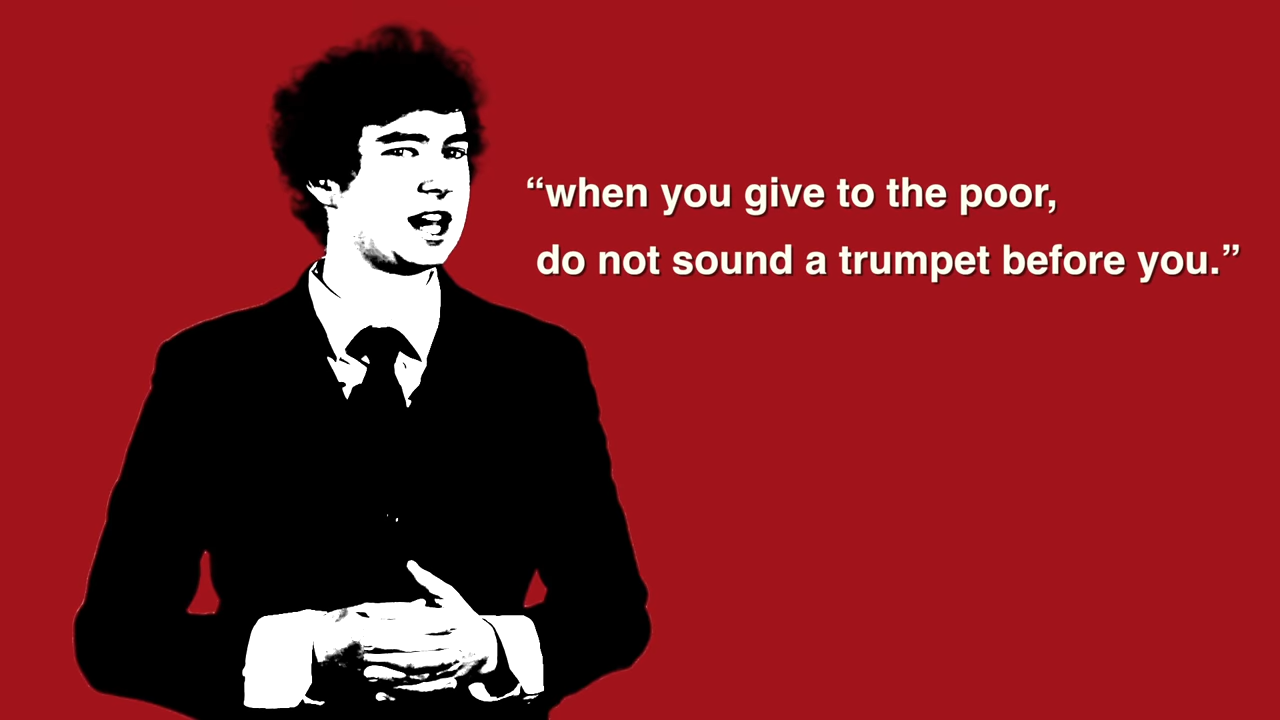 “when you give to the poor,
do not sound a trumpet before you.”